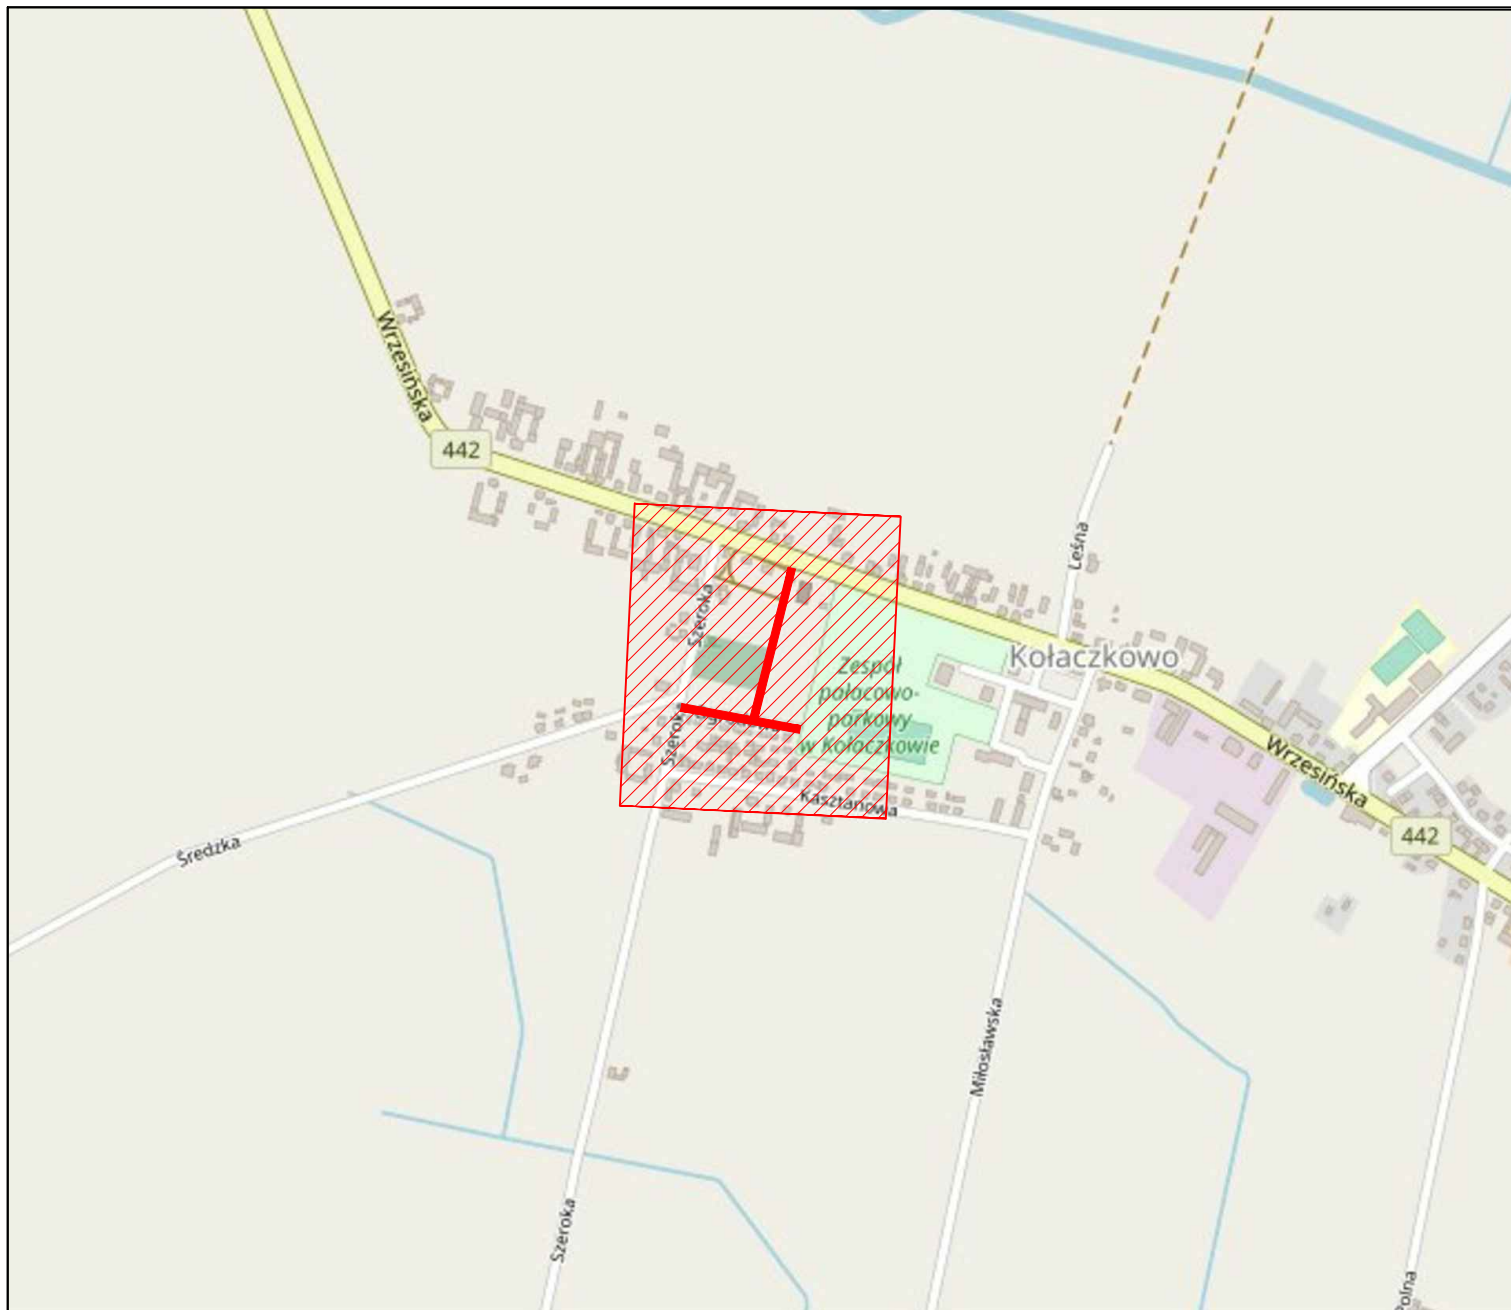 Wrzesińska
442
Leśna
Szeroka
Kołaczkowo
Zespół
pałacowo-
parkowy
w Kołaczkowie
Szeroka
Wrzesińska
Kasztanowa
442
Średzka
Miłosławska
Szeroka
Polna